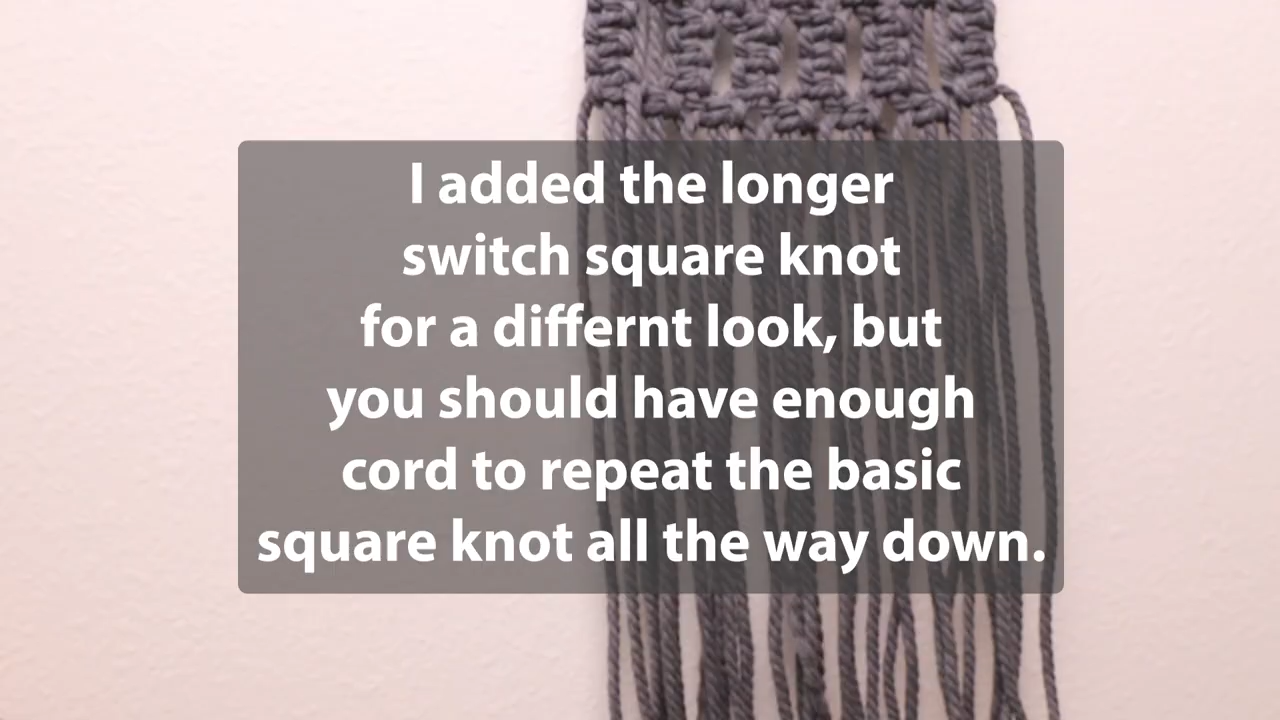 I added the longer
switch square knot
for a differnt look, but
you should have enough
cord to repeat the basic
square knot all the way down.